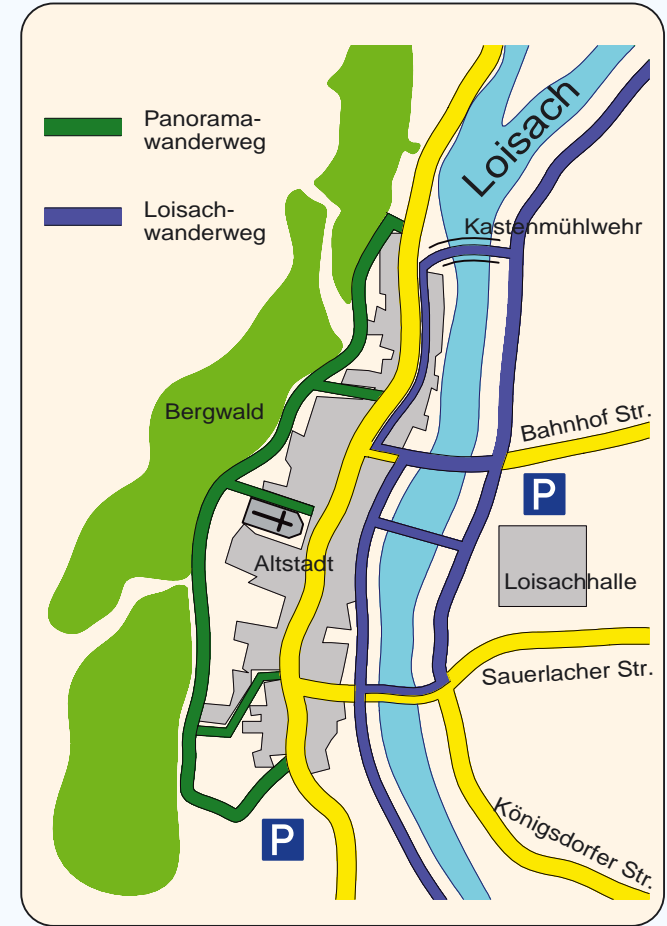 Panorama-
wanderweg
Loisach-
wanderweg
Loisach
Kastenmühlwehr
Bergwald
Bahnhof Str.
P
Altstadt
Loisachhalle
Sauerlacher Str.
Königsdorfer Str.
P